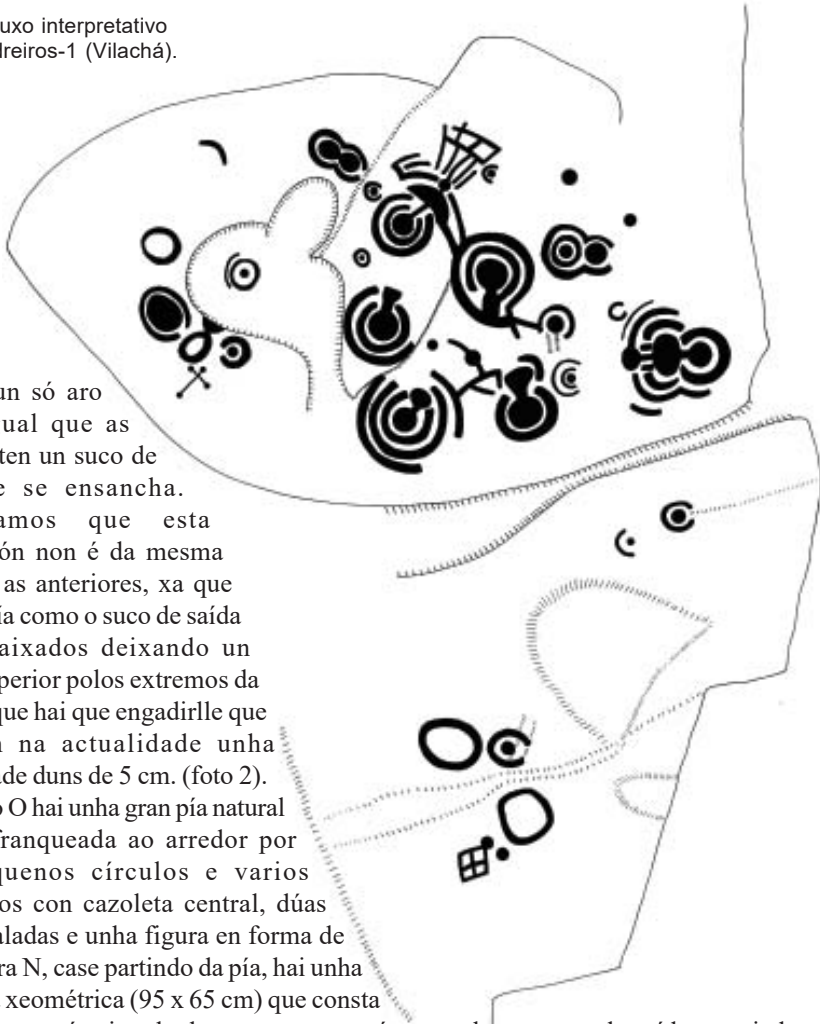 uxo interpretativo
reiros-1 (Vilachá).
un só aro
ual que as
ten un suco de
e se ensancha.
amos que esta
ón non é da mesma
as anteriores, xa que
ía como o suco de saída
aixados deixando un
perior polos extremos da
que hai que engadirlle que
na actualidade unha
ade duns de 5 cm. (foto 2).
O hai unha gran pía natural
franqueada ao arredor por
quenos círculos e varios
os con cazoleta central, dúas
aladas e unha figura en forma de
ra N, case partindo da pía, hai unha
xeométrica (95 x 65 cm) que consta